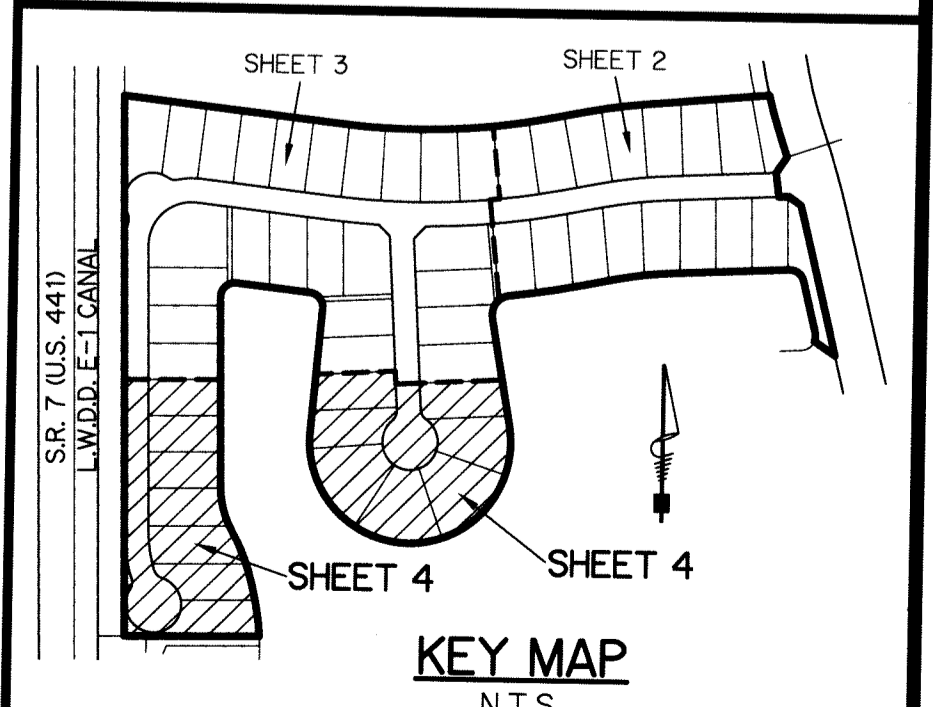 SHEET 3
SHEET 2
S.R. 7 (U.S. 441)
L.W.D.D. E-1 CANAL
SHEET 4
SHEET 4
KEY MAP
N.T.S.